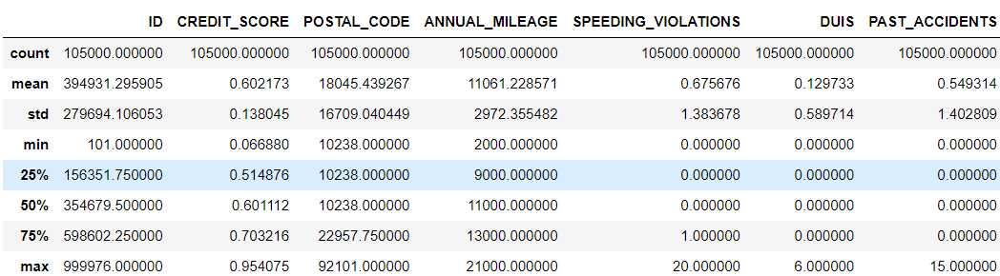 ID CREDIT_SCORE POSTAL_CODE ANNUAL_MILEAGE SPEEDING_VIOLATIONS DUIS PAST_ACCIDENTS
count 105000.000000 105000.000000 105000.000000 105000.000000 105000.000000 105000.000000 105000.000000
mean 394931.295905 0.602173 18045.439267 11061.228571 0.675676 0.129733 0.549314
std 279694.106053 0.138045 16709.040449 2972.355482 1.383678 0.589714 1.402809
min 101.000000 0.066880 10238.000000 2000.000000 0.000000 0.000000 0.000000
25% 156351.750000 0.514876 10238.000000 9000.000000 0.000000 0.000000 0.000000
50% 354679.500000 0.601112 10238.000000 11000.000000 0.000000 0.000000 0.000000
75% 598602.250000 0.703216 22957.750000 13000.000000 1.000000 0.000000 0.000000
max 999976.000000 0.954075 92101.000000 21000.000000 20.000000 6.000000 15.000000